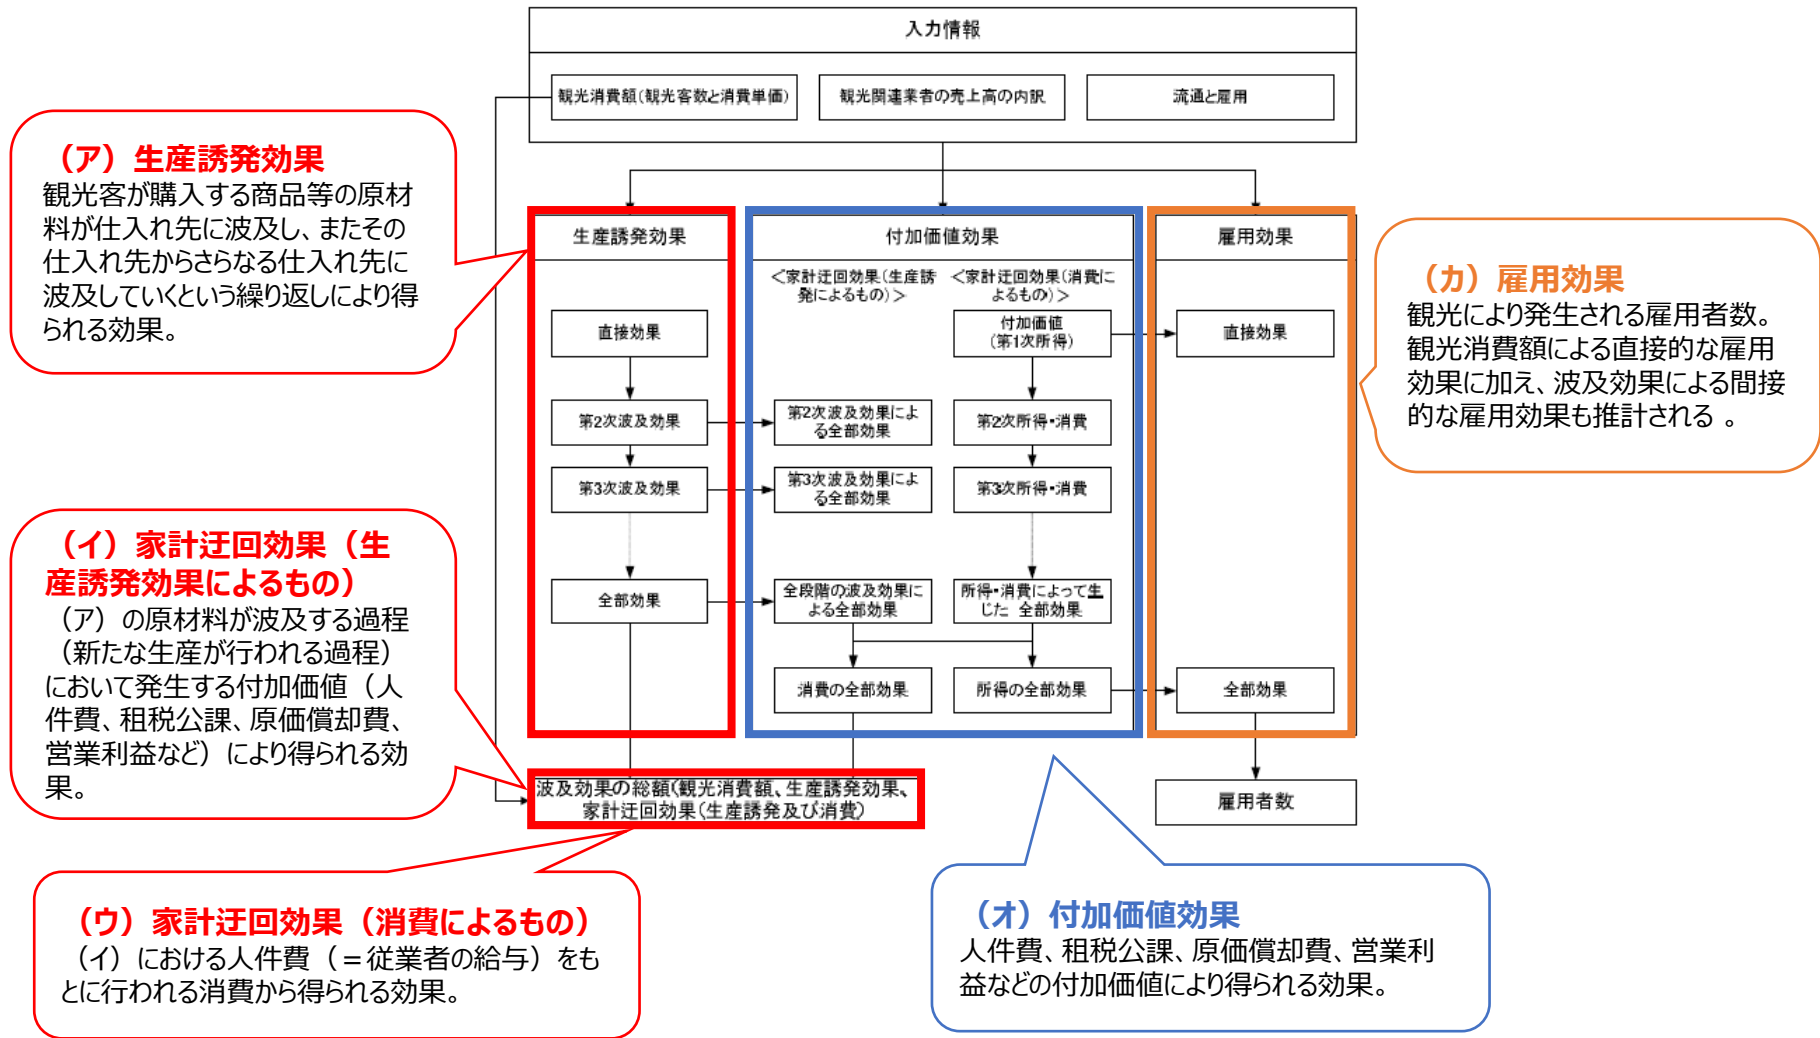 入力情報
観光消費額(観光客数と消費単価)
観光関連業者の売上高の内訳
流通と雇用
(ア)生産誘発効果
観光客が購入する商品等の原材
料が仕入れ先に波及し、またその
仕入れ先からさらなる仕入れ先に
波及していくという繰り返しにより得
られる効果。
生産誘発効果
直接効果
第2次波及効果
第3次波及効果
全部効果
付加価値効果
<家計迂回効果(生産誘
発によるもの)>
<家計迂回効果(消費に
よるもの)>
付加価値
(第1次所得)
第2次波及効果によ
る全部効果
第2次所得・消費
第3次波及効果によ
る全部効果
第3次所得・消費
全段階の波及効果に
よる全部効果
所得・消費によって生
じた 全部効果
消費の全部効果
所得の全部効果
雇用効果
直接効果
全部効果
雇用者数
(カ)雇用効果
観光により発生される雇用者数。
観光消費額による直接的な雇用
効果に加え、波及効果による間接
的な雇用効果も推計される 。
(イ)家計迂回効果(生
産誘発効果によるもの)
(ア)の原材料が波及する過程
(新たな生産が行われる過程)
において発生する付加価値(人
件費、租税公課、原価償却費、
営業利益など)により得られる効
果。
波及効果の総額(観光消費額、生産誘発効果、
家計迂回効果(生産誘発及び消費)
(ウ)家計迂回効果(消費によるもの)
(イ)における人件費(=従業者の給与)をも
とに行われる消費から得られる効果。
(オ)付加価値効果
人件費、租税公課、原価償却費、営業利
益などの付加価値により得られる効果。